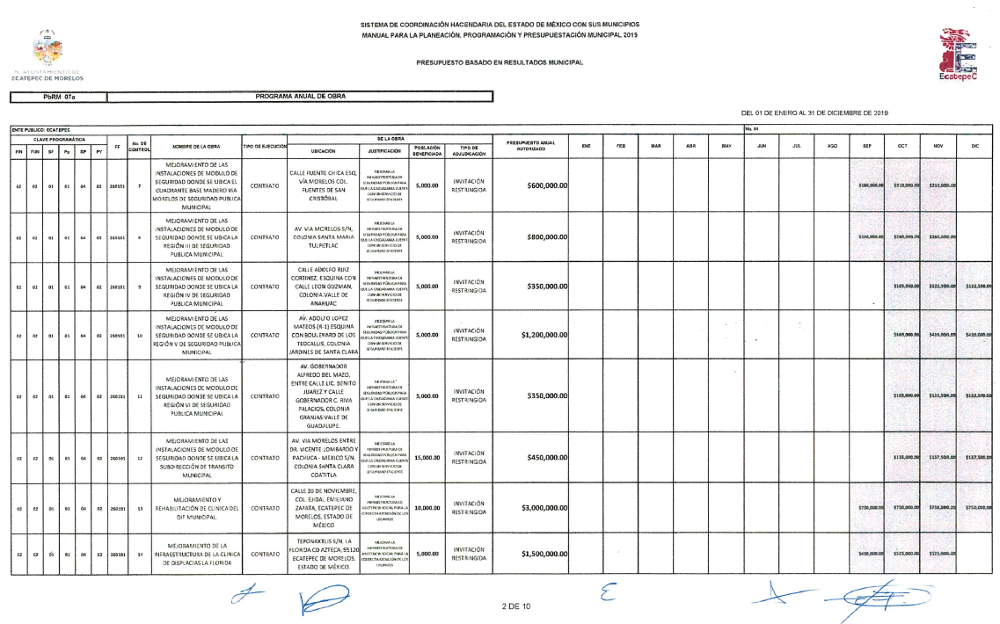 SISTEMA DE COORDINACIÓN HACENDARIA DEL ESTADO DE MÉXICO CON SUS MUNICIPIOS
MANUAL PARA LA PLANEACIÓN, PROGRAMACIÓN Y PRESUPUESTACIÓN MUNICIPAL 2019
H. AYUNTAMIENTO DE
ECATEPEC DE MORELOS
EcatepeC
PRESUPUESTO BASADO EN RESULTADOS MUNICIPAL
PbRM 07a PROGRAMA ANUAL DE OBRA
DEL 01 DE ENERO AL 31 DE DICIEMBRE DE 2019
ENTE PUBLICO: ECATEPEC No. 84
CLAVE PROGRAMÁTICA FF No. DE CONTROL NOMBRE DE LA OBRA TIPO DE EJECUCIÓN DE LA OBRA PRESUPUESTO ANUAL AUTORIZADO ENE FEB MAR ABR MAY JUN JUL AGO SEP OCT NOV DIC
FIN FUN SF Pp SP PY UBICACIÓN JUSTIFICACIÓN POBLACIÓN BENEFICIADA TIPO DE ADJUDICACIÓN
02 02 01 01 04 02 260101 7
MEJORAMIENTO DE LAS
INSTALACIONES DE MODULO DE
SEGURIDAD DONDE SE UBICA EL
CUADRANTE BASE MADERO VIA
MORELOS DE SEGURIDAD PUBLICA
MUNICIPAL
CONTRATO
CALLE FUENTE CHICA ESQ.
VÍA MORELOS COL.
FUENTES DE SAN
CRISTÓBAL
MEJORAR LA
INFRAESTRUCTURA DE
SEGURIDAD PÚBLICA PARA
QUE LA CIUDADANIA CUENTE
CON UN SERVICIO DE
SEGURIDAD EFICIENTE
5,000.00
INVITACIÓN
RESTRINGIDA
$600,000.00
$180,000.00 $210,000.00 $210,000.00
02 02 01 01 04 02 260101 8
MEJORAMIENTO DE LAS
INSTALACIONES DE MODULO DE
SEGURIDAD DONDE SE UBICA LA
REGIÓN III DE SEGURIDAD
PUBLICA MUNICIPAL
CONTRATO
AV. VIA MORELOS S/N,
COLONIA SANTA MARIA
TULPETLAC
MEJORAR LA
INFRAESTRUCTURA DE
SEGURIDAD PÚBLICA PARA
QUE LA CIUDADANIA CUENTE
CON UN SERVICIO DE
SEGURIDAD EFICIENTE
5,000.00
INVITACIÓN
RESTRINGIDA
$800,000.00
$240,000.00 $280,000.00 $280,000.00
02 02 01 01 04 02 260101 9
MEJORAMIENTO DE LAS
INSTALACIONES DE MODULO DE
SEGURIDAD DONDE SE UBICA LA
REGIÓN IV DE SEGURIDAD
PUBLICA MUNICIPAL
CONTRATO
CALLE ADOLFO RUIZ
CORTINEZ, ESQUINA CON
CALLE LEON GUZMAN,
COLONIA VALLE DE
ANAHUAC
MEJORAR LA
INFRAESTRUCTURA DE
SEGURIDAD PÚBLICA PARA
QUE LA CIUDADANIA CUENTE
CON UN SERVICIO DE
SEGURIDAD EFICIENTE
5,000.00
INVITACIÓN
RESTRINGIDA
$350,000.00
$105,000.00 $122,500.00 $122,500.00
02 02 01 01 04 02 260101 10
MEJORAMIENTO DE LAS
INSTALACIONES DE MODULO DE
SEGURIDAD DONDE SE UBICA LA
REGIÓN V DE SEGURIDAD PUBLICA
MUNICIPAL
CONTRATO
AV. ADOLFO LOPEZ
MATEOS (R-1) ESQUINA
CON BOULEVARD DE LOS
TEOCALLIS, COLONIA
JARDINES DE SANTA CLARA
MEJORAR LA
INFRAESTRUCTURA DE
SEGURIDAD PÚBLICA PARA
QUE LA CIUDADANIA CUENTE
CON UN SERVICIO DE
SEGURIDAD EFICIENTE
5,000.00
INVITACIÓN
RESTRINGIDA
$1,200,000.00
$360,000.00 $420,000.00 $420,000.00
02 02 01 01 04 02 260101 11
MEJORAMIENTO DE LAS
INSTALACIONES DE MODULO DE
SEGURIDAD DONDE SE UBICA LA
REGIÓN VI DE SEGURIDAD
PUBLICA MUNICIPAL
CONTRATO
AV. GOBERNADOR
ALFREDO DEL MAZO,
ENTRE CALLE LIC. BENITO
JUAREZ Y CALLE
GOBERNADOR C. RIVA
PALACIOS, COLONIA
GRANJAS VALLE DE
GUADALUPE.
MEJORAR LA
INFRAESTRUCTURA DE
SEGURIDAD PÚBLICA PARA
QUE LA CIUDADANIA CUENTE
CON UN SERVICIO DE
SEGURIDAD EFICIENTE
5,000.00
INVITACIÓN
RESTRINGIDA
$350,000.00
$105,000.00 $122,500.00 $122,500.00
02 02 01 01 04 02 260101 12
MEJORAMIENTO DE LAS
INSTALACIONES DE MODULO DE
SEGURIDAD DONDE SE UBICA LA
SUBDIRECCIÓN DE TRANSITO
MUNICIPAL
CONTRATO
AV. VIA MORELOS ENTRE
DR. VICENTE LOMBARDO Y
PACHUCA - MEXICO S/N,
COLONIA SANTA CLARA
COATITLA
MEJORAR LA
INFRAESTRUCTURA DE
SEGURIDAD PÚBLICA PARA
QUE LA CIUDADANIA CUENTE
CON UN SERVICIO DE
SEGURIDAD EFICIENTE
15,000.00
INVITACIÓN
RESTRINGIDA
$450,000.00
$157,500.00 $157,500.00
02 02 01 01 04 02 260101 13
MEJORAMIENTO Y
REHABILITACIÓN DE CLINICA DEL
DIF MUNICIPAL.
CONTRATO
CALLE 20 DE NOVIEMBRE,
COL. EJIDAL EMILIANO
ZAPATA, ECATEPEC DE
MORELOS, ESTADO DE
MÉXICO
MEJORAR LA
INFRAESTRUCTURA DE
ASISTENCIA SOCIAL PARA LA
CORRECTA ATENCIÓN DE LOS
USUARIOS
10,000.00
INVITACIÓN
RESTRINGIDA
$3,000,000.00
$750,000.00 $750,000.00 $750,000.00 $750,000.00
02 02 01 01 04 02 260101 14
MEJORAMIENTO DE LA
INFRAESTRUCTURA DE LA CLINICA
DE DISPLACIAS LA FLORIDA
CONTRATO
TEPONAXTLIS S/N, LA
FLORIDA CD AZTECA, 55120
ECATEPEC DE MORELOS,
ESTADO DE MÉXICO.
MEJORAR LA
INFRAESTRUCTURA DE
ASISTENCIA SOCIAL PARA LA
CORRECTA ATENCIÓN DE LOS
USUARIOS
5,000.00
INVITACIÓN
RESTRINGIDA
$1,500,000.00
$450,000.00 $525,000.00 $525,000.00
2 DE 10